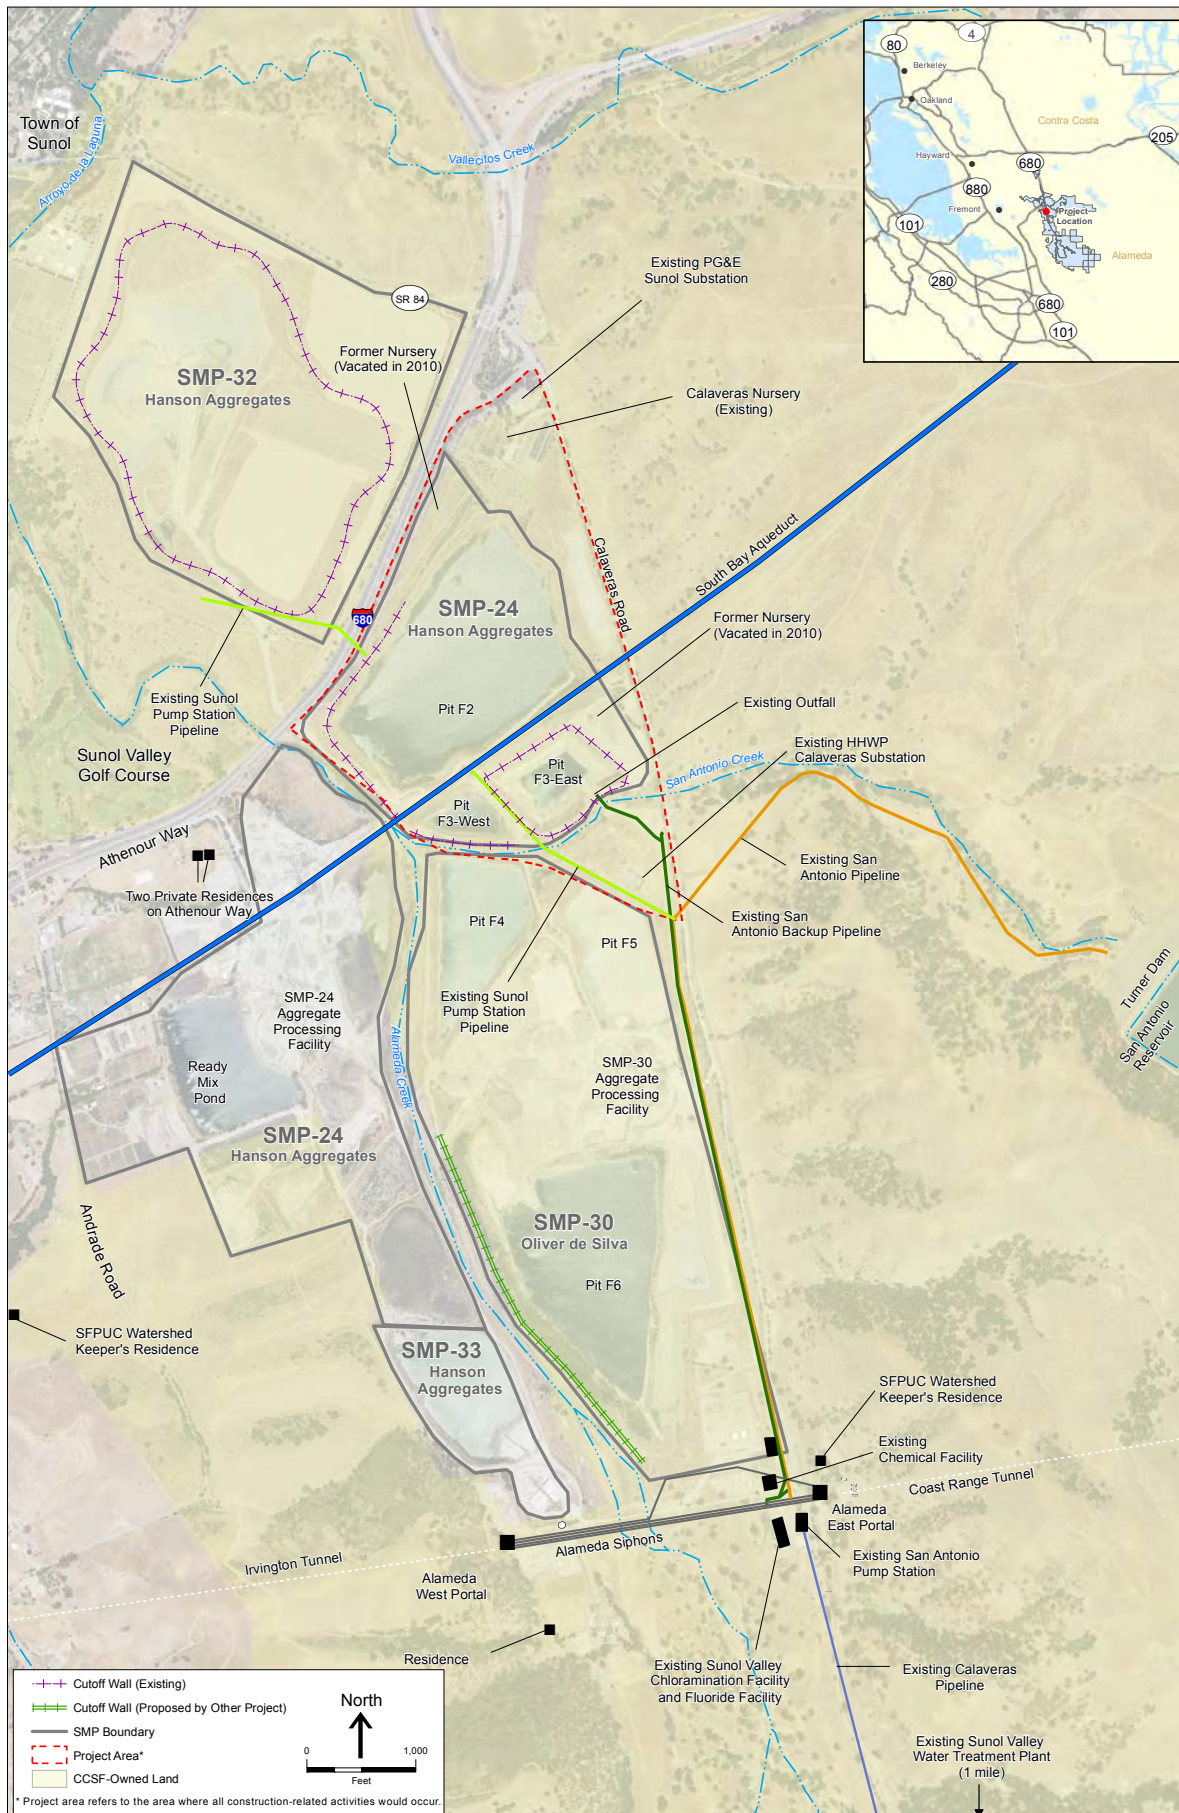 80
4
Berkeley
Oakland
Contra Costa
205
Hayward
680
880
Fremont
Project
Location
101
Alameda
280
680
101
Town of
Sunol
Arroyo de la Laguna
Vallecitos Creek
Existing PG&E
Sunol Substation
SR 84
Former Nursery
(Vacated in 2010)
SMP-32
Hanson Aggregates
Calaveras Nursery
(Existing)
South Bay Aqueduct
Calaveras Road
SMP-24
Hanson Aggregates
680
Former Nursery
(Vacated in 2010)
Existing Sunol
Pump Station
Pipeline
Pit F2
Existing Outfall
Sunol Valley
Golf Course
Existing HHWP
Calaveras Substation
Pit
F3-East
San Antonio Creek
Pit
F3-West
Athenour Way
Existing San
Antonio Pipeline
Two Private Residences
on Athenour Way
Pit F4
Existing San
Antonio Backup Pipeline
Pit F5
Turner Dam
San Antonio
Reservoir
SMP-24
Aggregate
Processing
Facility
Existing Sunol
Pump Station
Pipeline
Alameda Creek
Ready
Mix
Pond
SMP-30
Aggregate
Processing
Facility
SMP-24
Hanson Aggregates
Andrade Road
SMP-30
Oliver de Silva
Pit F6
SFPUC Watershed
Keeper's Residence
SMP-33
Hanson
Aggregates
SFPUC Watershed
Keeper's Residence
Existing
Chemical Facility
Coast Range Tunnel
Alameda
East Portal
Alameda Siphons
Irvington Tunnel
Existing San Antonio
Pump Station
Alameda
West Portal
Residence
Existing Sunol Valley
Chloramination Facility
and Fluoride Facility
Existing Calaveras
Pipeline
Existing Sunol Valley
Water Treatment Plant
(1 mile)
Cutoff Wall (Existing)
Cutoff Wall (Proposed by Other Project)
SMP Boundary
Project Area*
CCSF-Owned Land
North
0
1,000
Feet
* Project area refers to the area where all construction-related activities would occur.